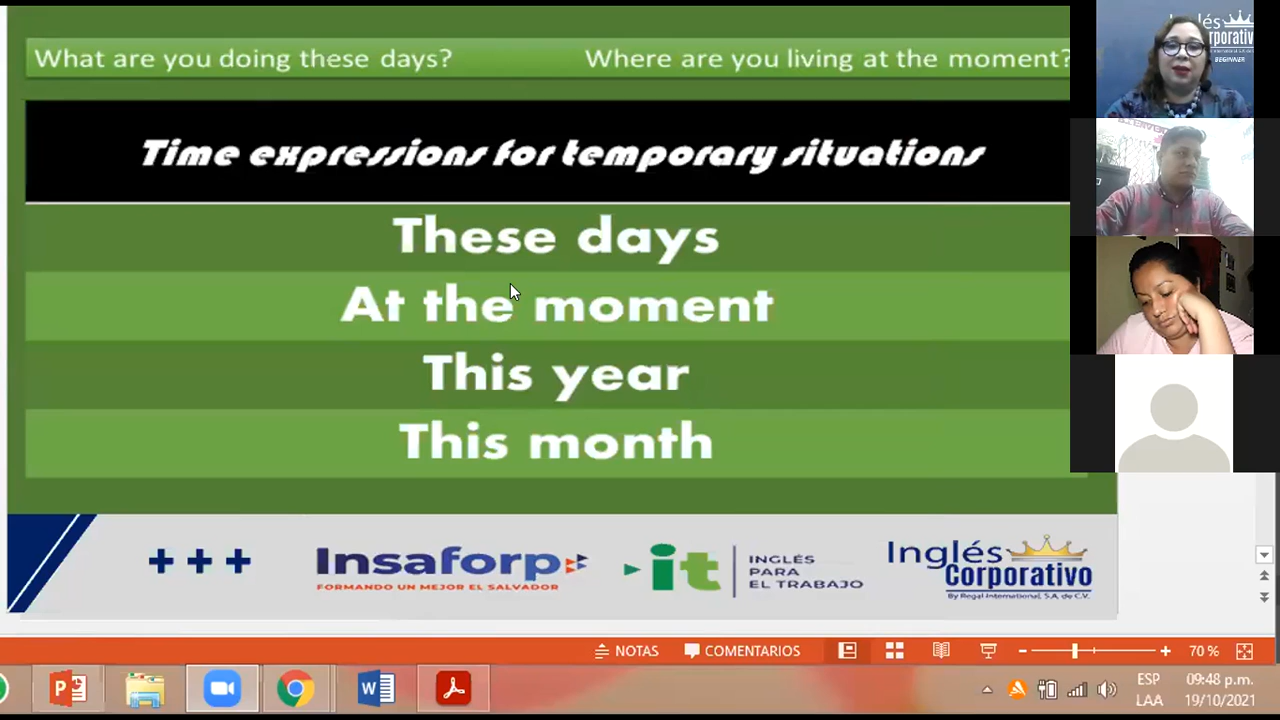 What are you doing these days? Where are you living at the moment?
Time expressions for temporary situations
These days
At the moment
This year
This month
+ + +
Insaforp
FORMANDO UN MEJOR EL SALVADOR
it
INGLÉS
PARA
EL TRABAJO
Inglés
Corporativo
By Regal International, S.A. de C.V.
BEGINNER
NOTAS
COMENTARIOS
70 %
ESP
LAA
09:48 p.m.
19/10/2021